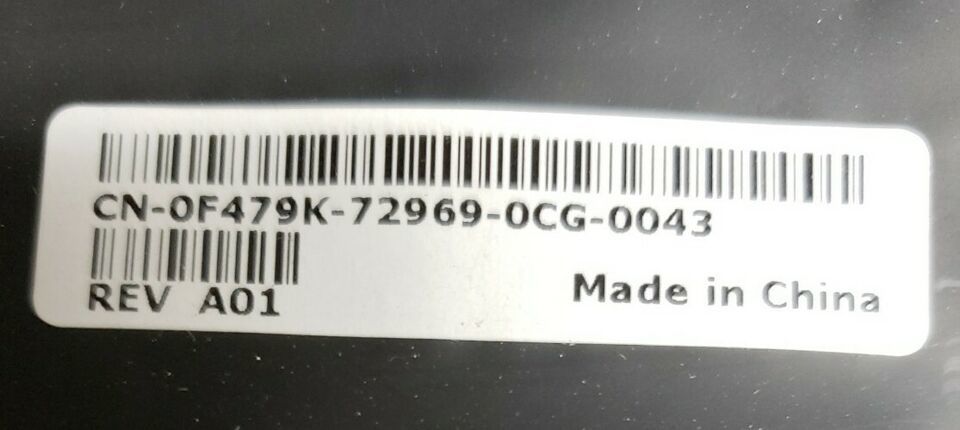 CN-0F479K-72969-0CG-0043
REV A01
Made in China